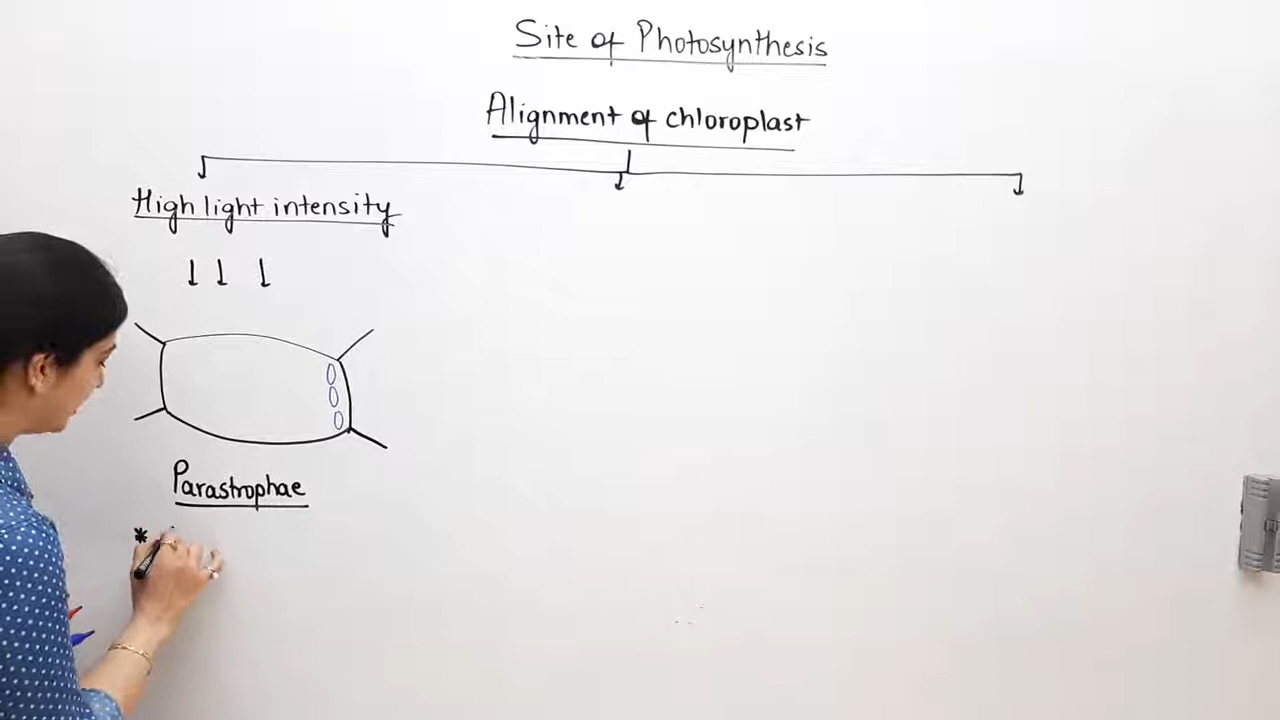 Site of Photosynthesis
Alignment of chloroplast
High light intensity
Parastrophae
*